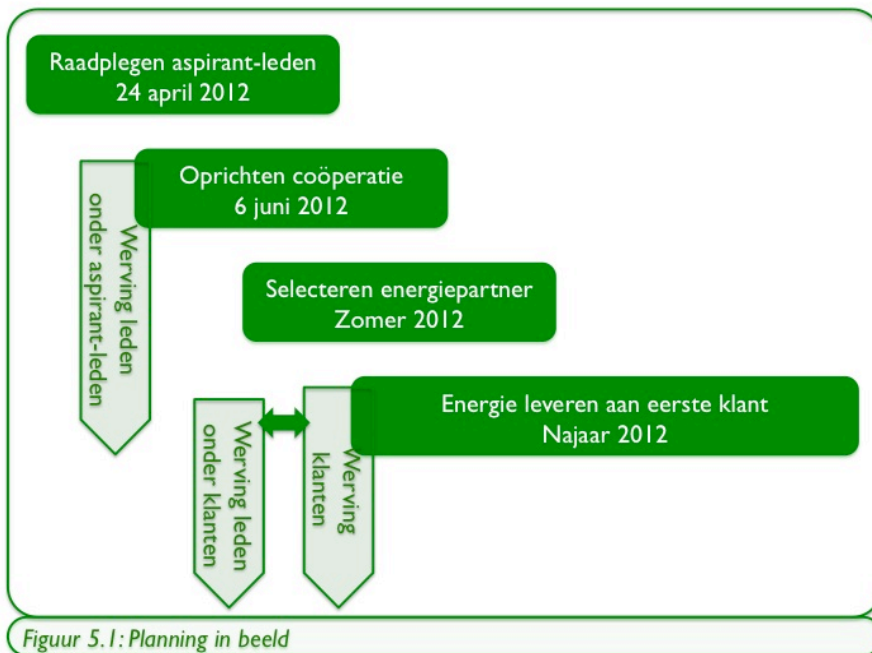 Raadplegen aspirant-leden
24 april 2012
Oprichten coöperatie
6 juni 2012
Werving leden
onder aspirant-leden
Selecteren energiepartner
Zomer 2012
Energie leveren aan eerste klant
Najaar 2012
Werving leden
onder klanten
Werving
klanten
Figuur 5.1: Planning in beeld